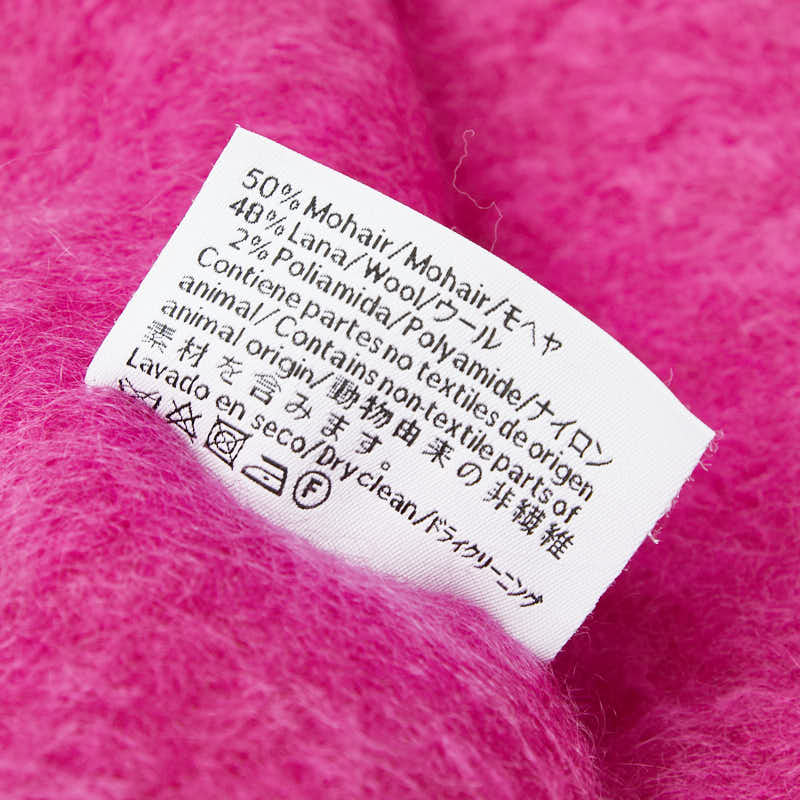 50% Mohair/Mohair/モヘヤ
48% Lana/Wool/ウール
2% Poliamida/Polyamide/ナイロン
Contiene partes no textiles de origen
animal/Contains non-textile parts of
animal origin/動物由来の非繊維
素材を含みます。
Lavado en seco/Dry clean/ドライクリーニング
F